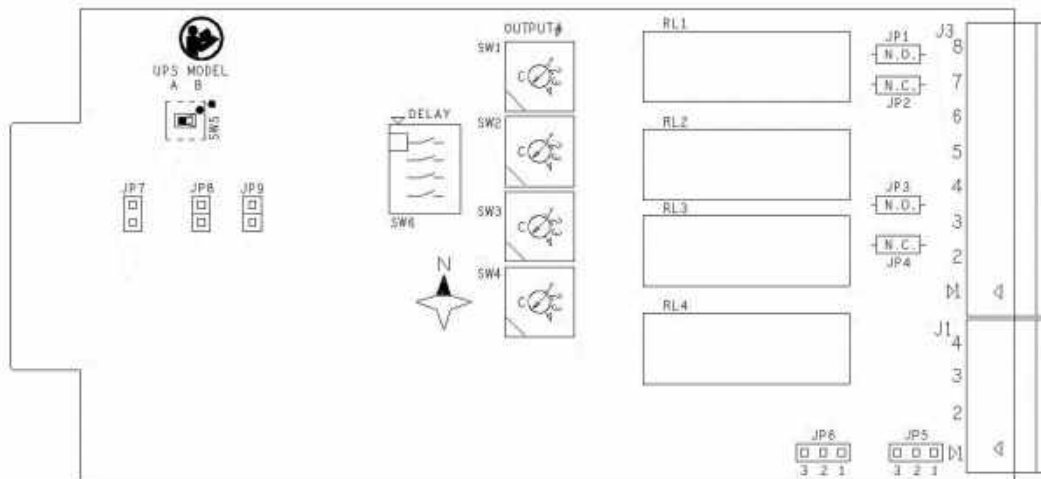 OUTPUT#
RL1
J3
JP1
8
N.O.
SW1
UPS MODEL
A B
C
7
N.C.
JP2
SW5
6
DELAY
SW2
RL2
5
C
4
JP7
JP8
JP9
JP3
N.O.
SW6
SW3
RL3
3
C
N.C.
JP4
2
N
SW4
1
C
RL4
J1
4
3
2
JP6
JP5
1
3 2 1
3 2 1